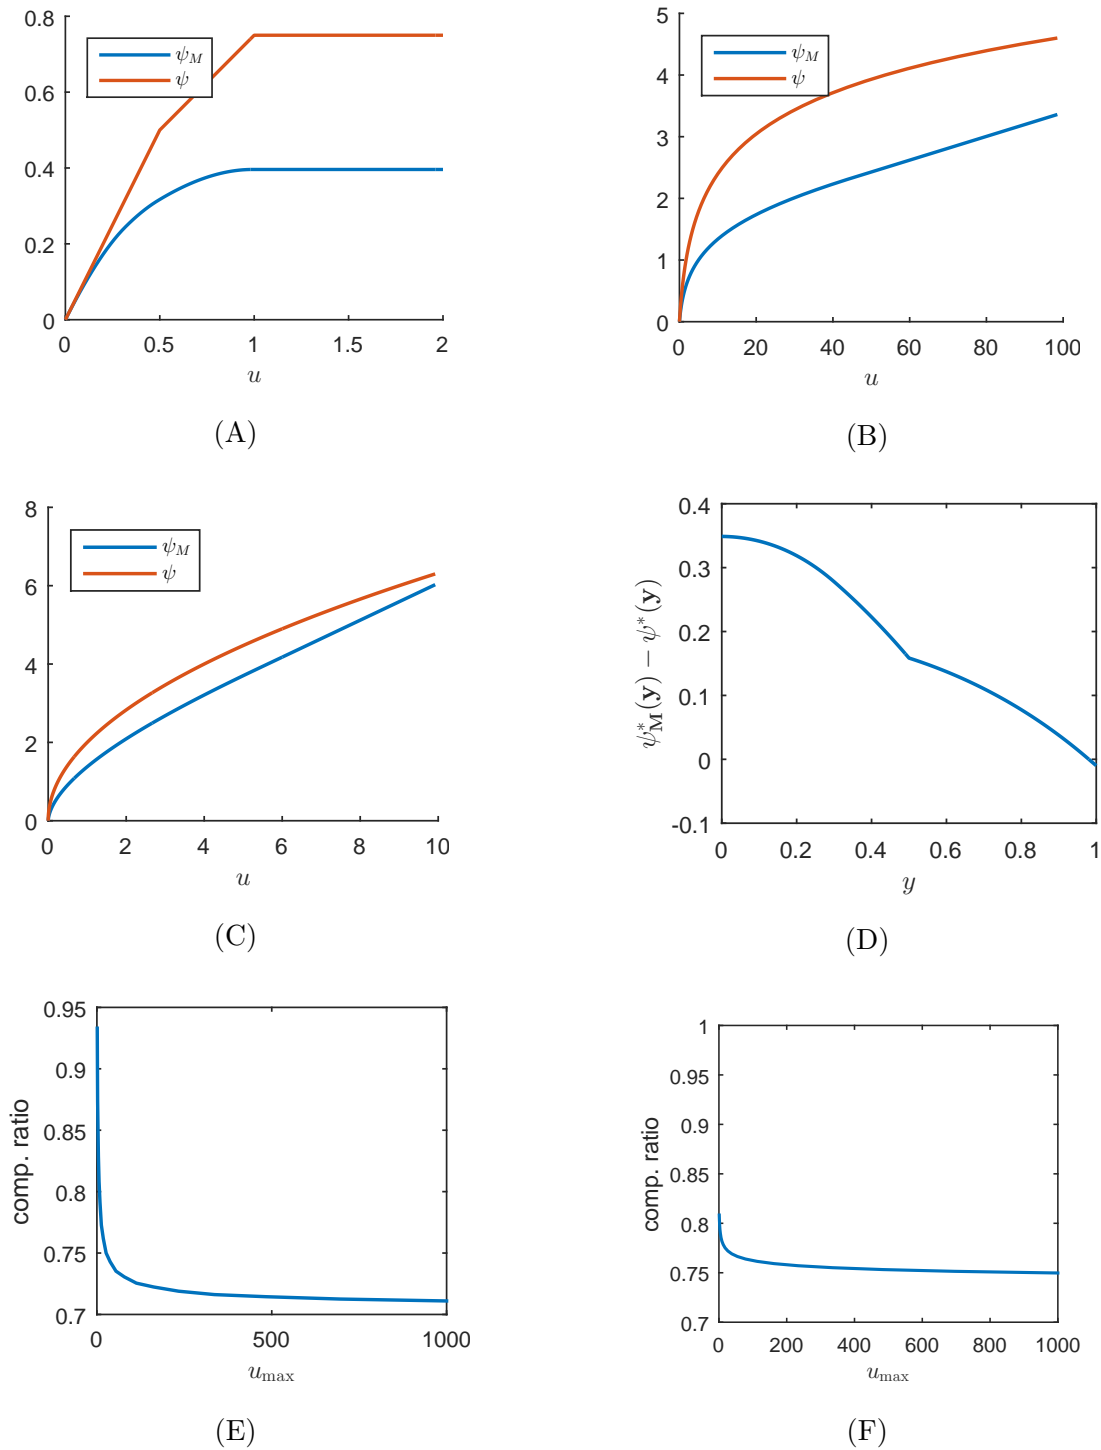 0.8
0.6
0.4
0.2
0
0 0.5 1 1.5 2
u
ψ_M
ψ
(A)
5
4
3
2
1
0
0 20 40 60 80 100
u
ψ_M
ψ
(B)
8
6
4
2
0
0 2 4 6 8 10
u
ψ_M
ψ
(C)
0.4
0.3
0.2
0.1
0
-0.1
0 0.2 0.4 0.6 0.8 1
y
ψ*_M(y) − ψ*(y)
(D)
0.95
0.9
0.85
0.8
0.75
0.7
0 500 1000
u_max
comp. ratio
(E)
1
0.95
0.9
0.85
0.8
0.75
0.7
0 200 400 600 800 1000
u_max
comp. ratio
(F)